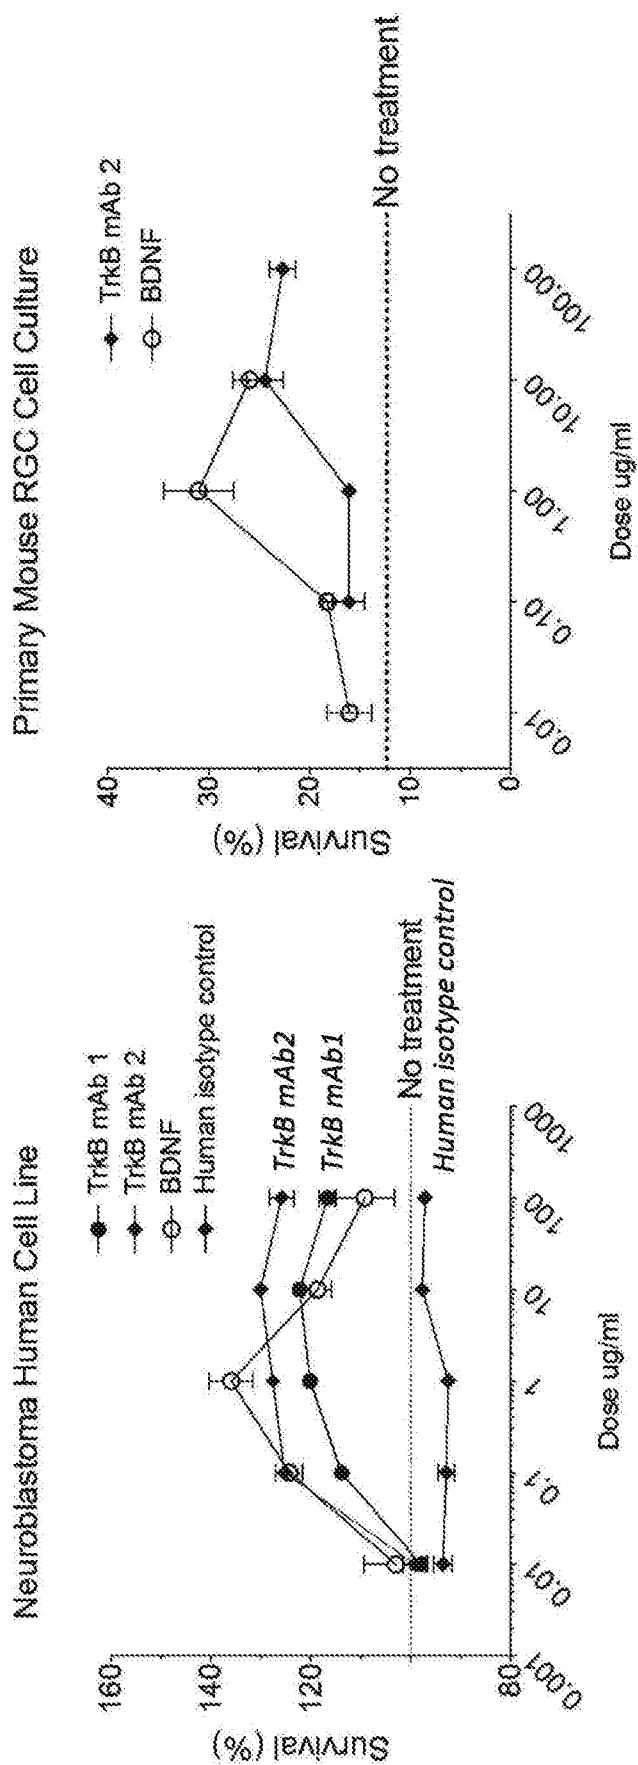 Neuroblastoma Human Cell Line
TrkB mAb 1
TrkB mAb 2
BDNF
Human isotype control
TrkB mAb2
TrkB mAb1
No treatment
Human isotype control
Survival (%)
160
140
120
80
0.001
0.01
0.1
1
10
100
1000
Dose ug/ml
Primary Mouse RGC Cell Culture
TrkB mAb 2
BDNF
No treatment
Survival (%)
40
30
20
10
0
0.01
0.10
1.00
10.00
100.00
Dose ug/ml